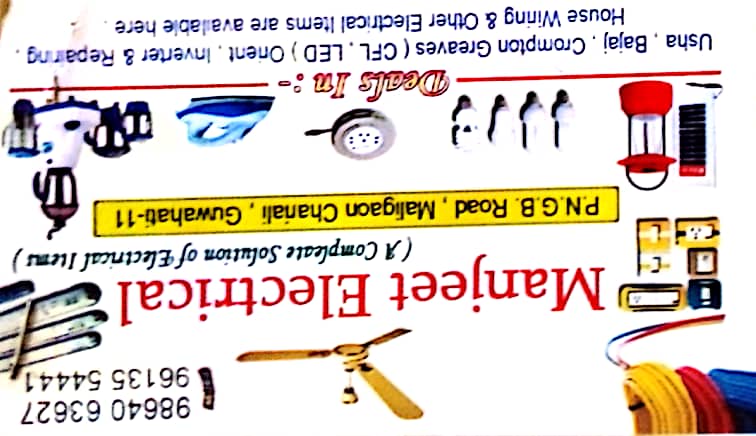 98640 63627
96135 54441
Manjeet Electrical
( A Compleate Solution of Electrical Items )
P.N.G.B. Road , Maligaon Chariali , Guwahati-11
Deals In :-
Usha , Bajaj , Crompton Greaves ( CFL , LED ) Orient , Inverter & Repairing ,
House Wiring & Other Electrical Items are available here .